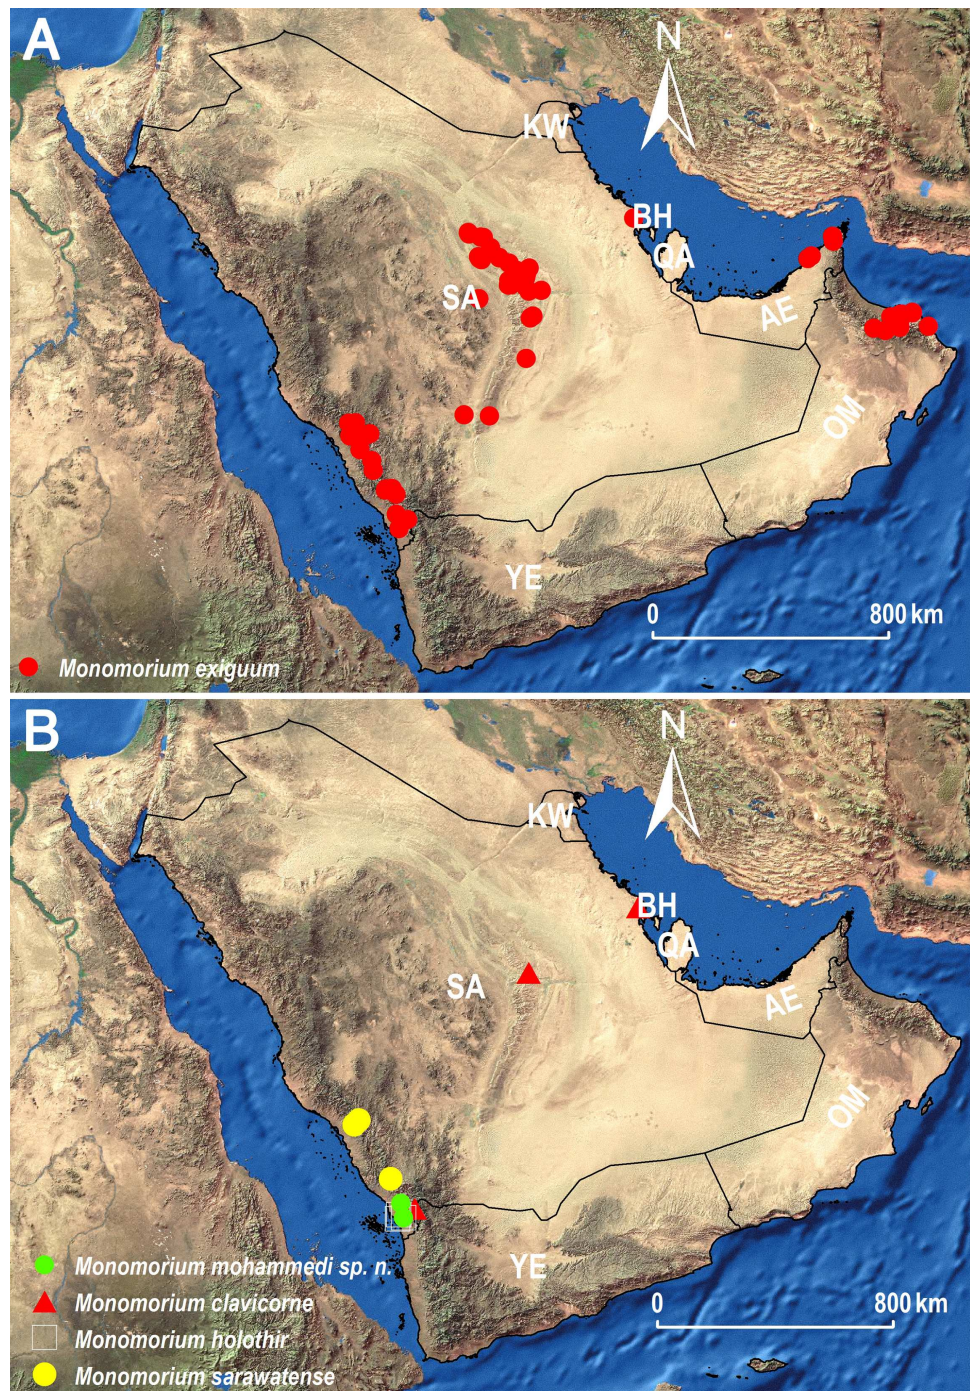 A
N
KW
BH
QA
SA
AE
OM
YE
0 800 km
Monomorium exiguum
B
N
KW
BH
QA
SA
AE
OM
YE
Monomorium mohammedi sp. n.
Monomorium clavicorne
0 800 km
Monomorium holothir
Monomorium sarawatense